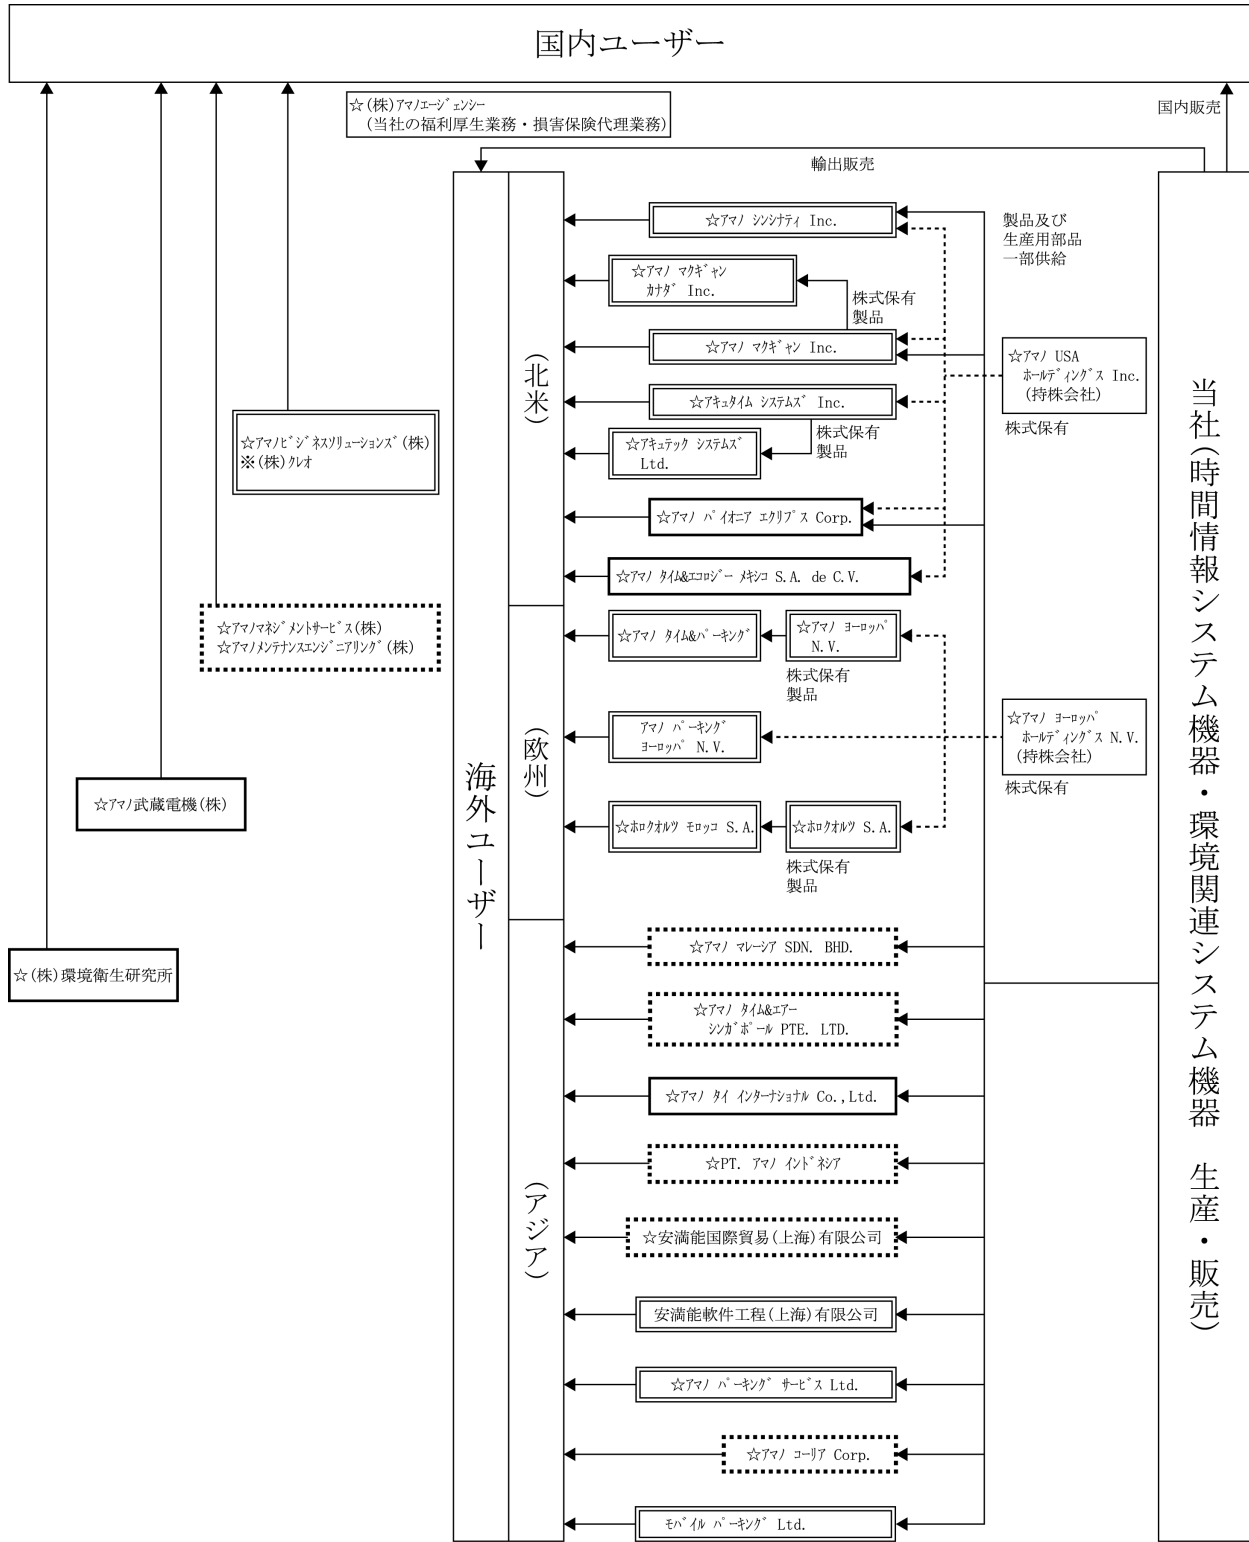 国内ユーザー
☆(株)ｱﾏﾉｴｰｼﾞｪﾝｼｰ
(当社の福利厚生業務・損害保険代理業務)
国内販売
輸出販売
☆ｱﾏﾉ ｼﾝｼﾅﾃｨ Inc.
製品及び
生産用部品
一部供給
☆ｱﾏﾉ ﾏｸｷﾞｬﾝ
ｶﾅﾀﾞ Inc.
株式保有
製品
☆ｱﾏﾉ ﾏｸｷﾞｬﾝ Inc.
☆ｱﾏﾉ USA
ﾎｰﾙﾃﾞｨﾝｸﾞｽ Inc.
(持株会社)
株式保有
(北米)
☆ｱｷｭﾀｲﾑ ｼｽﾃﾑｽﾞ Inc.
株式保有
製品
☆ｱｷｭﾃｯｸ ｼｽﾃﾑｽﾞ
Ltd.
☆ｱﾏﾉﾋﾞｼﾞﾈｽｿﾘｭｰｼｮﾝｽﾞ(株)
※(株)ｸﾚｵ
☆ｱﾏﾉ ﾊﾟｲｵﾆｱ ｴｸﾘﾌﾟｽ Corp.
☆ｱﾏﾉ ﾀｲﾑ&ｴｺﾛｼﾞｰ ﾒｷｼｺ S.A. de C.V.
☆ｱﾏﾉﾏﾈｼﾞﾒﾝﾄｻｰﾋﾞｽ(株)
☆ｱﾏﾉﾒﾝﾃﾅﾝｽｴﾝｼﾞﾆｱﾘﾝｸﾞ(株)
☆ｱﾏﾉ ﾀｲﾑ&ﾊﾟｰｷﾝｸﾞ
☆ｱﾏﾉ ﾖｰﾛｯﾊﾟ
N.V.
株式保有
製品
(欧州)
ｱﾏﾉ ﾊﾟｰｷﾝｸﾞ
ﾖｰﾛｯﾊﾟ N.V.
☆ｱﾏﾉ ﾖｰﾛｯﾊﾟ
ﾎｰﾙﾃﾞｨﾝｸﾞｽ N.V.
(持株会社)
株式保有
☆ｱﾏﾉ武蔵電機(株)
☆ﾎﾛｸｵﾙﾂ ﾓﾛｯｺ S.A.
☆ﾎﾛｸｵﾙﾂ S.A.
株式保有
製品
海外ユーザー
当社(時間情報システム機器・環境関連システム機器　生産・販売)
☆(株)環境衛生研究所
☆ｱﾏﾉ ﾏﾚｰｼｱ SDN. BHD.
☆ｱﾏﾉ ﾀｲﾑ&ｴｱｰ
ｼﾝｶﾞﾎﾟｰﾙ PTE. LTD.
☆ｱﾏﾉ ﾀｲ ｲﾝﾀｰﾅｼｮﾅﾙ Co.,Ltd.
☆PT. ｱﾏﾉ ｲﾝﾄﾞﾈｼｱ
(アジア)
☆安満能国際貿易(上海)有限公司
安満能軟件工程(上海)有限公司
☆ｱﾏﾉ ﾊﾟｰｷﾝｸﾞ ｻｰﾋﾞｽ Ltd.
☆ｱﾏﾉ ｺｰﾘｱ Corp.
ﾓﾊﾞｲﾙ ﾊﾟｰｷﾝｸﾞ Ltd.